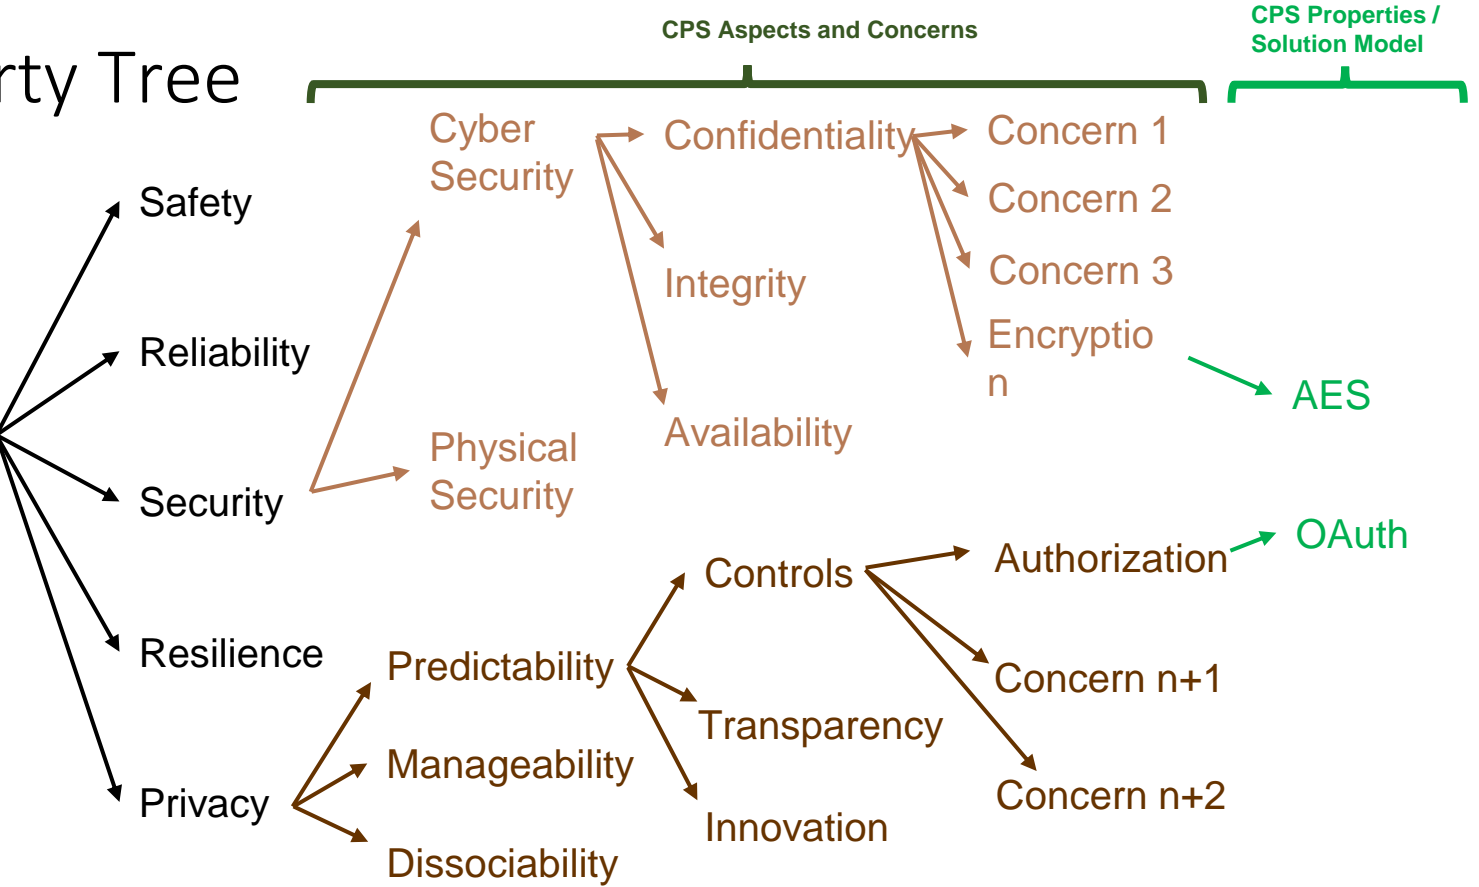 CPS Aspects and Concerns
CPS Properties /
Solution Model
rty Tree
Cyber
Security
Confidentiality
Concern 1
Concern 2
Concern 3
Encryptio
n
Safety
Integrity
Reliability
AES
Availability
Physical
Security
Security
OAuth
Authorization
Controls
Resilience
Predictability
Concern n+1
Transparency
Manageability
Privacy
Concern n+2
Innovation
Dissociability